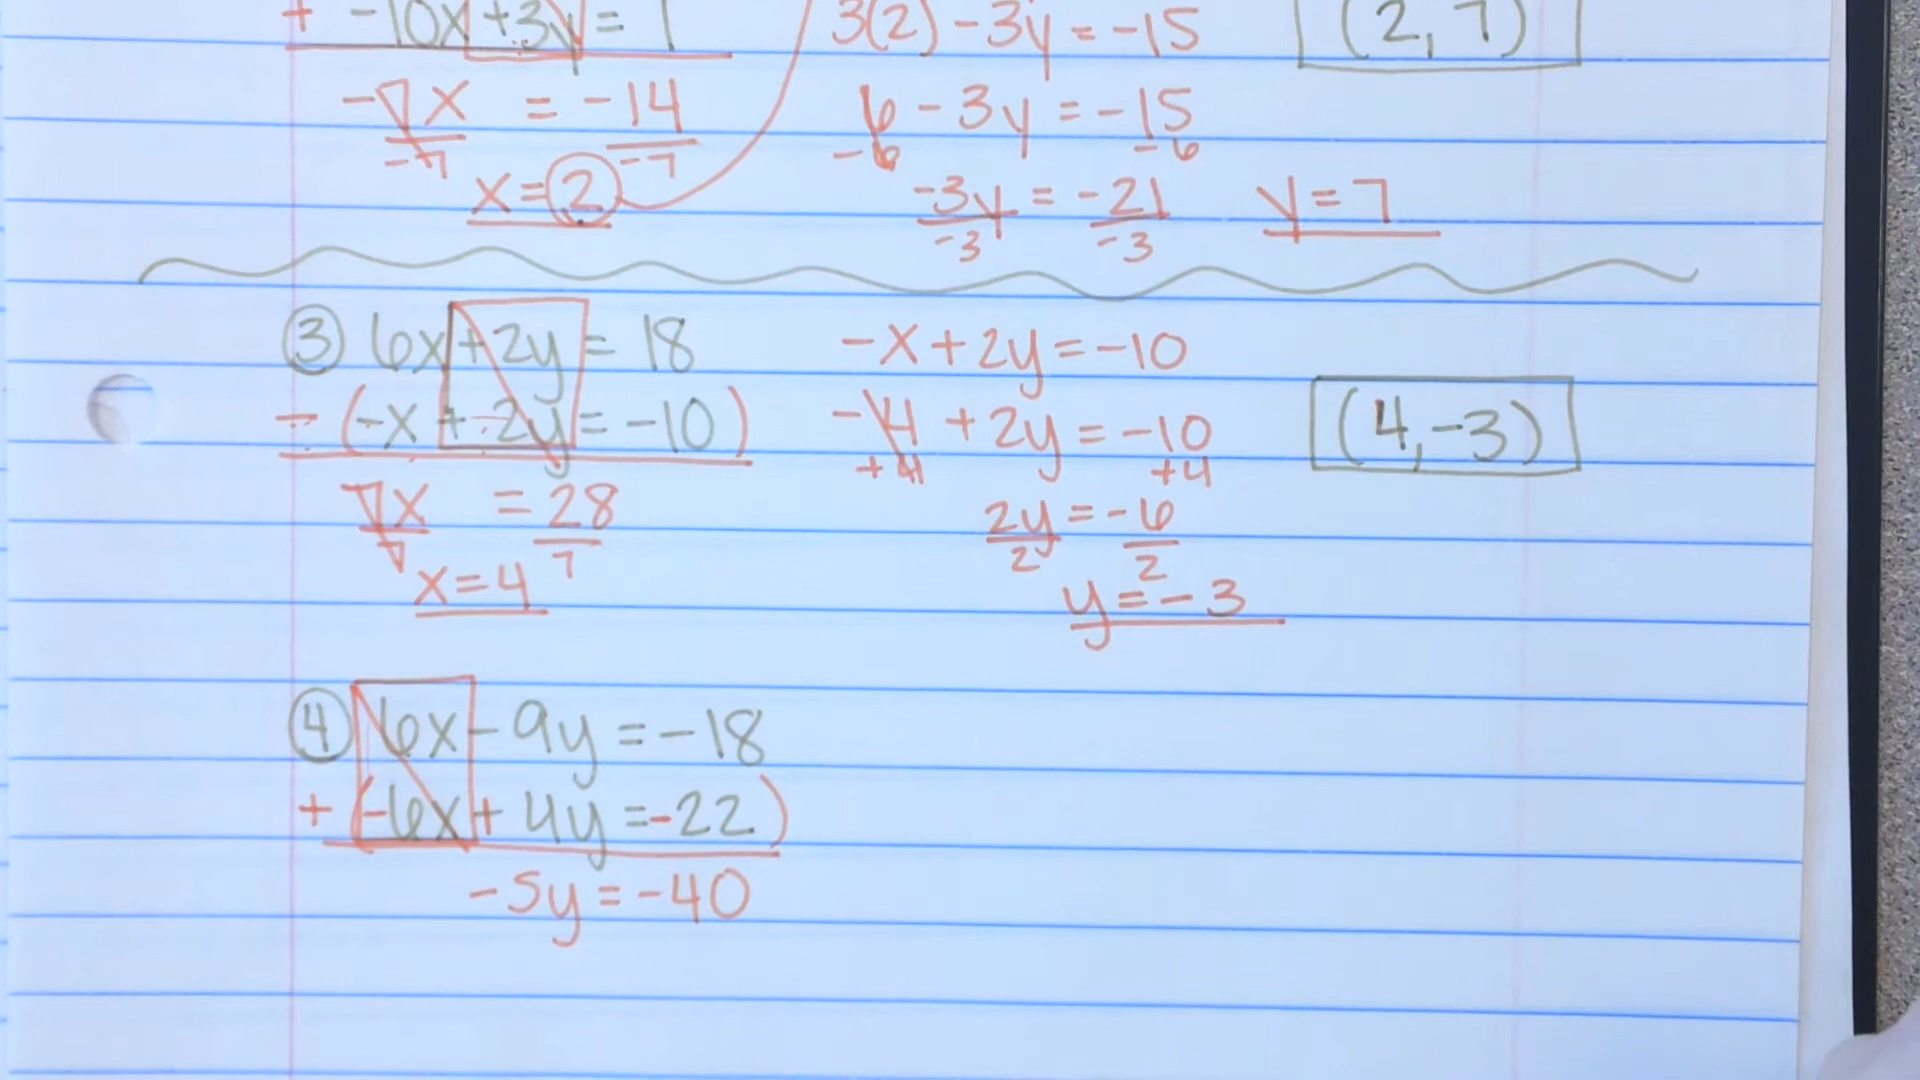 + -10x+3y = 1
-7x = -14
-7 -7
x=2
3(2) -3y = -15
6 - 3y = -15
-6 -6
-3y = -21
-3 -3
y = 7
(2, 7)
③ 6x+2y = 18
- (-x + 2y = -10)
7x = 28
7 7
x=4
-x + 2y = -10
-4 + 2y = -10
+4 +4
2y = -6
2 2
y = -3
(4, -3)
④ 6x - 9y = -18
+ (-6x + 4y = -22)
-5y = -40